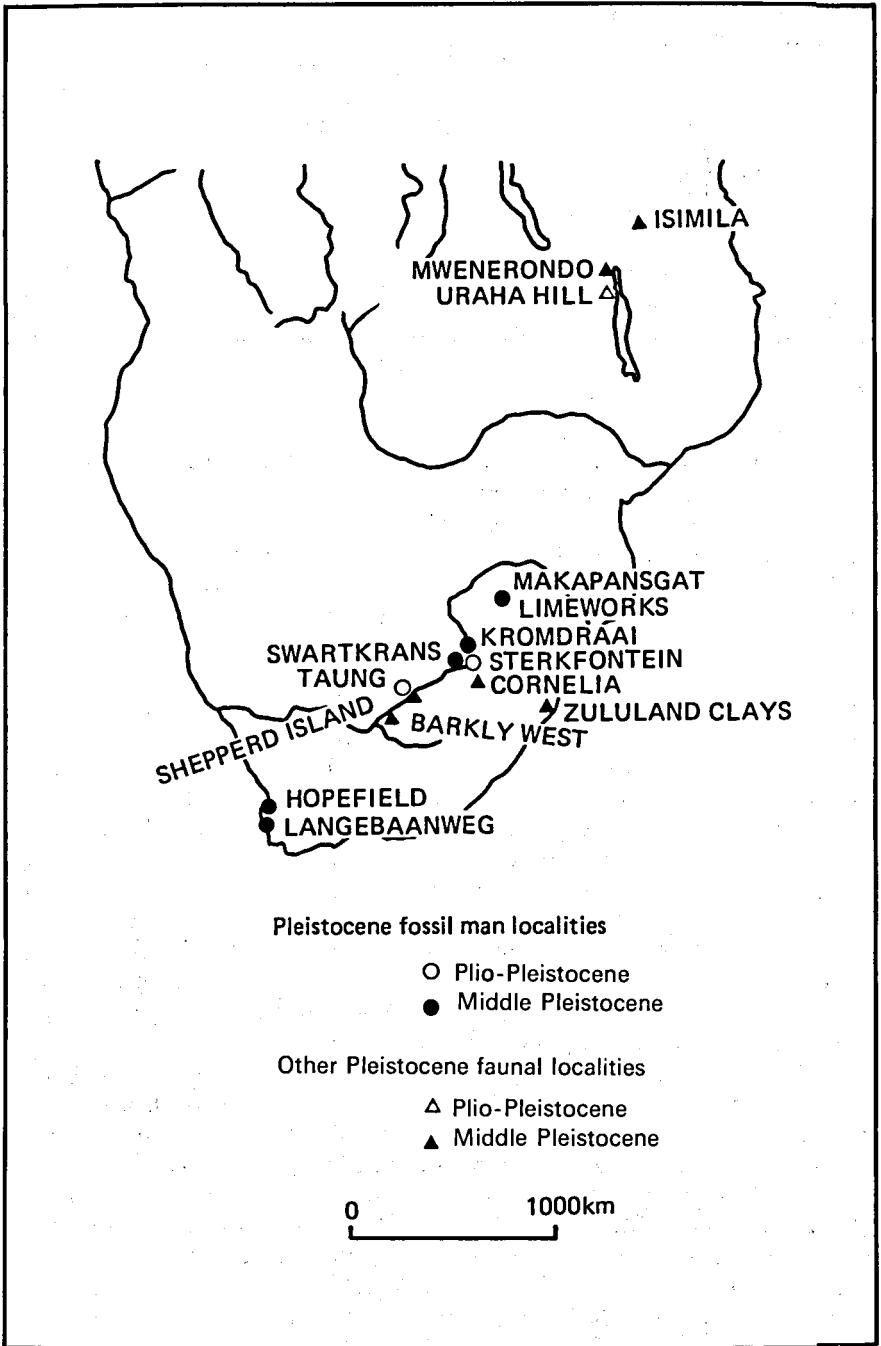 ISIMILA
MWENERONDO
URAHA HILL
MAKAPANSGAT
LIMEWORKS
KROMDRAAI
SWARTKRANS
STERKFONTEIN
TAUNG
CORNELIA
SHEPPERD ISLAND
BARKLY WEST
ZULULAND CLAYS
HOPEFIELD
LANGEBAANWEG
Pleistocene fossil man localities
Plio-Pleistocene
Middle Pleistocene
Other Pleistocene faunal localities
Plio-Pleistocene
Middle Pleistocene
0 1000km